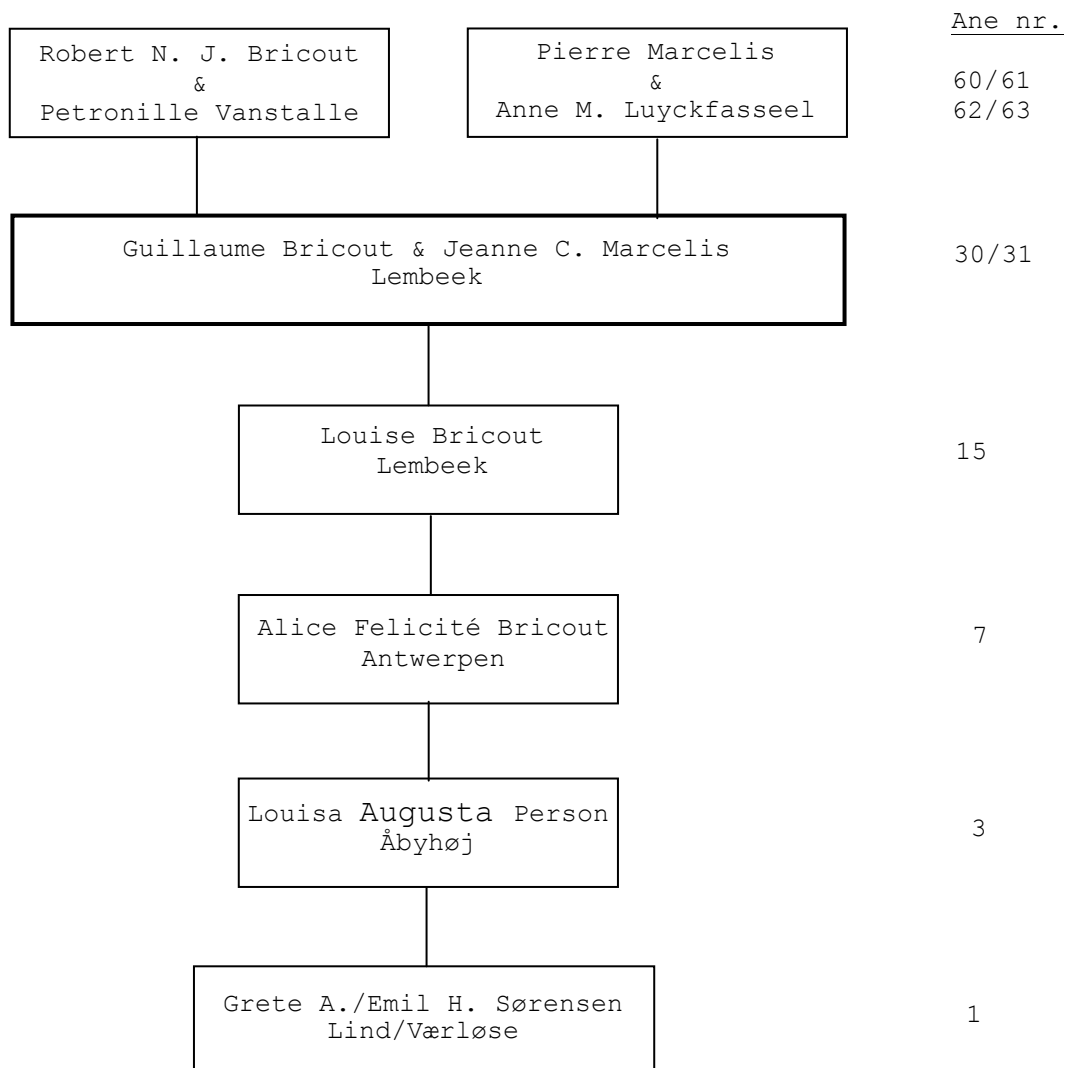 Ane nr.
Robert N. J. Bricout
&
Petronille Vanstalle
Pierre Marcelis
&
Anne M. Luyckfasseel
60/61
62/63
Guillaume Bricout & Jeanne C. Marcelis
Lembeek
30/31
Louise Bricout
Lembeek
15
Alice Felicité Bricout
Antwerpen
7
Louisa Augusta Person
Åbyhøj
3
Grete A./Emil H. Sørensen
Lind/Værløse
1